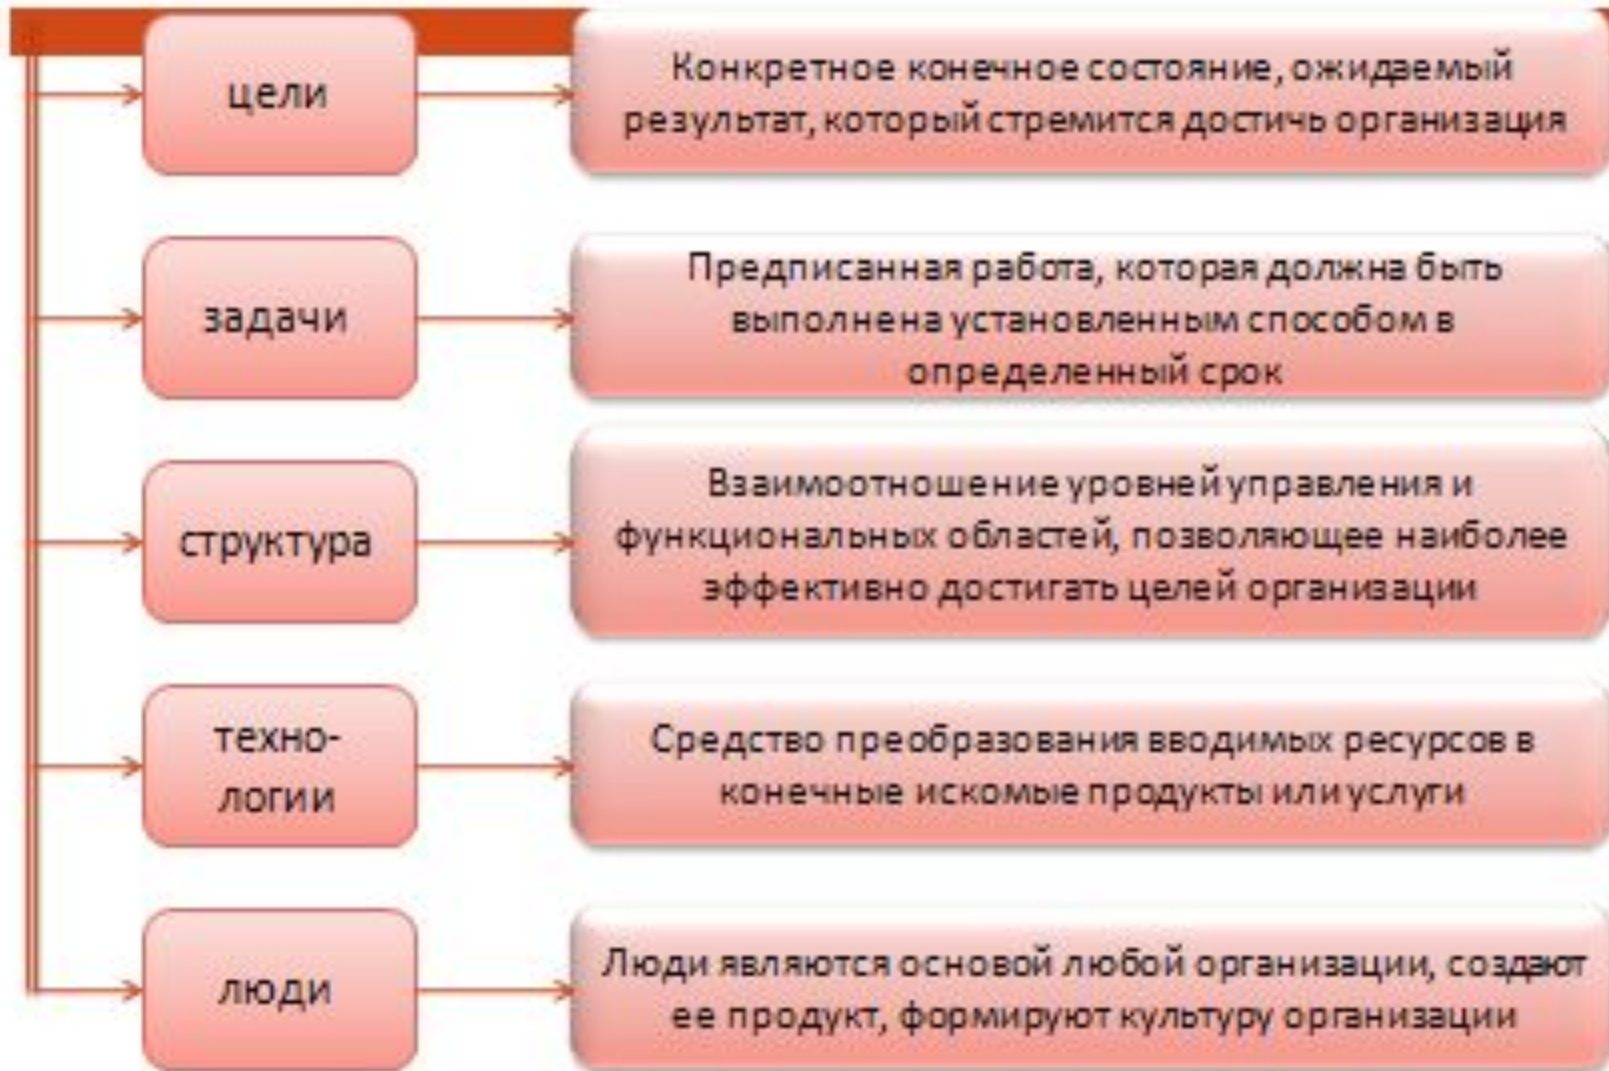 цели
Конкретное конечное состояние, ожидаемый
результат, который стремится достичь организация
задачи
Предписанная работа, которая должна быть
выполнена установленным способом в
определенный срок
структура
Взаимоотношение уровней управления и
функциональных областей, позволяющее наиболее
эффективно достигать целей организации
техно-
логии
Средство преобразования вводимых ресурсов в
конечные искомые продукты или услуги
люди
Люди являются основой любой организации, создают
ее продукт, формируют культуру организации